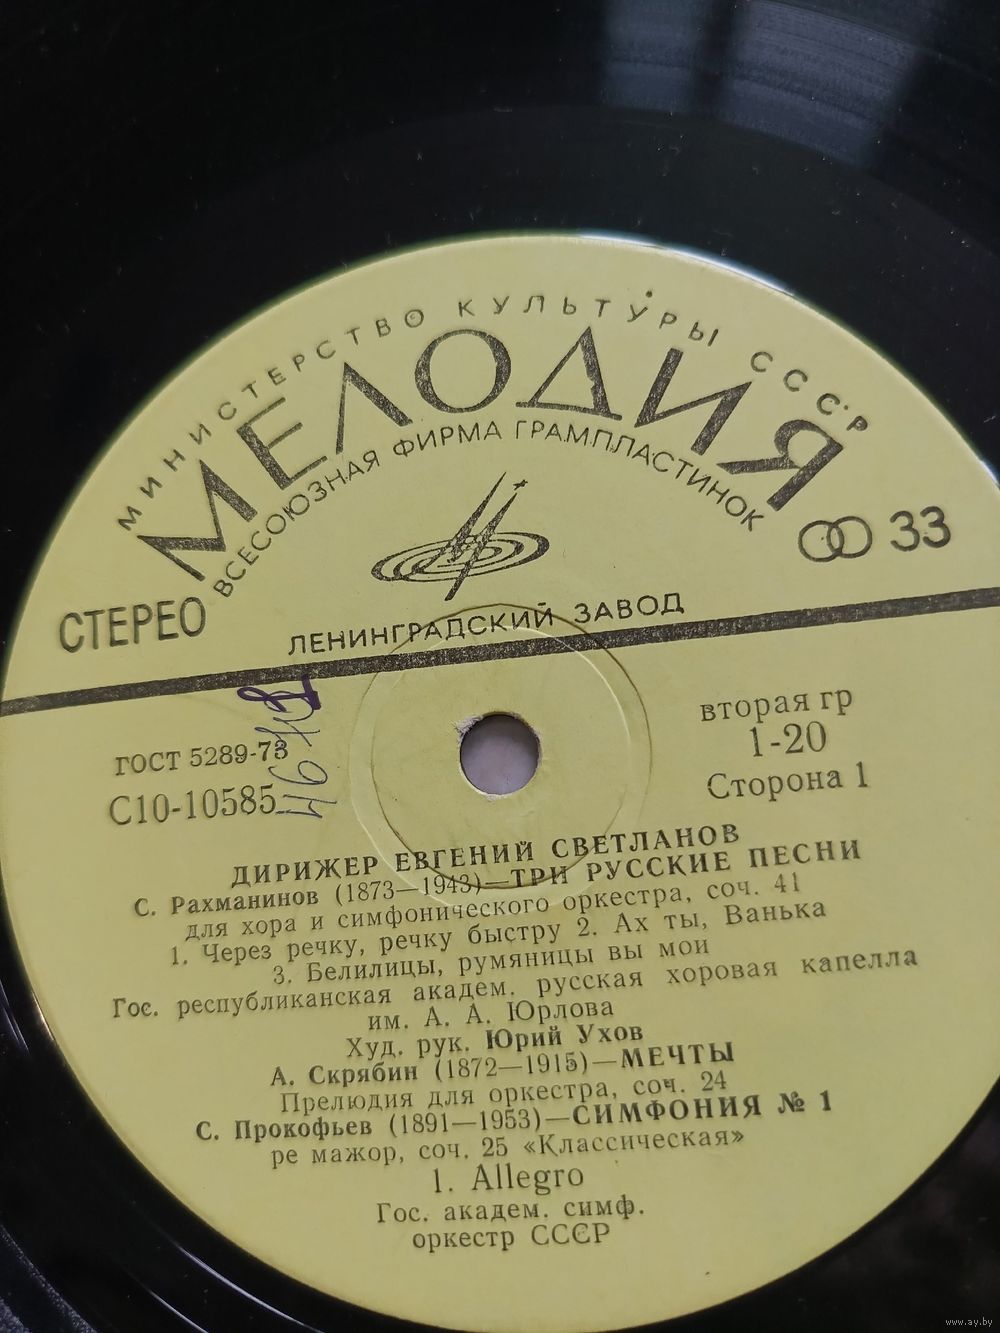 МИНИСТЕРСТВО КУЛЬТУРЫ СССР
МЕЛОДИЯ
ВСЕСОЮЗНАЯ ФИРМА ГРАМПЛАСТИНОК
33
СТЕРЕО
ЛЕНИНГРАДСКИЙ ЗАВОД
вторая гр
ГОСТ 5289-73
1-20
С10-10585
Сторона 1
ДИРИЖЕР ЕВГЕНИЙ СВЕТЛАНОВ
С. Рахманинов (1873—1943)—ТРИ РУССКИЕ ПЕСНИ
для хора и симфонического оркестра, соч. 41
1. Через речку, речку быстру 2. Ах ты, Ванька
3. Белилицы, румяницы вы мои
Гос. республиканская академ. русская хоровая капелла
им. А. А. Юрлова
Худ. рук. Юрий Ухов
А. Скрябин (1872—1915)—МЕЧТЫ
Прелюдия для оркестра, соч. 24
С. Прокофьев (1891—1953)—СИМФОНИЯ № 1
ре мажор, соч. 25 «Классическая»
1. Allegro
Гос. академ. симф.
оркестр СССР
www.ay.by